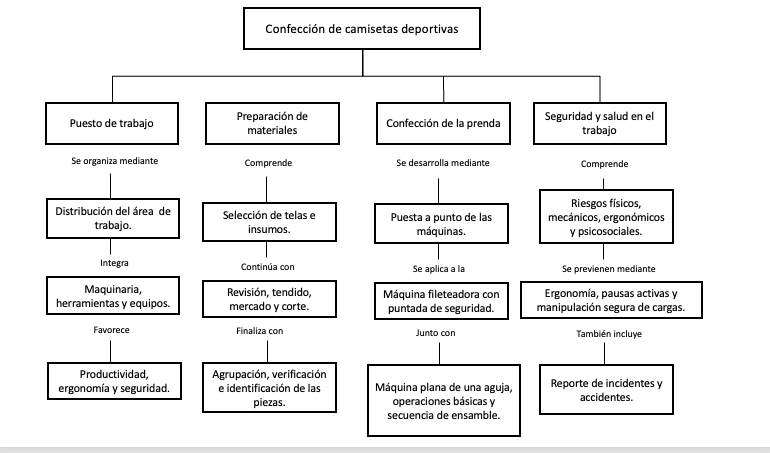 Confección de camisetas deportivas
Puesto de trabajo
Se organiza mediante
Distribución del área de
trabajo.
Integra
Maquinaria,
herramientas y equipos.
Favorece
Productividad,
ergonomía y seguridad.
Preparación de
materiales
Comprende
Selección de telas e
insumos.
Continúa con
Revisión, tendido,
mercado y corte.
Finaliza con
Agrupación, verificación
e identificación de las
piezas.
Confección de la prenda
Se desarrolla mediante
Puesta a punto de las
máquinas.
Se aplica a la
Máquina fileteadora con
puntada de seguridad.
Junto con
Máquina plana de una aguja,
operaciones básicas y
secuencia de ensamble.
Seguridad y salud en el
trabajo
Comprende
Riesgos físicos,
mecánicos, ergonómicos
y psicosociales.
Se previenen mediante
Ergonomía, pausas activas y
manipulación segura de cargas.
También incluye
Reporte de incidentes y
accidentes.